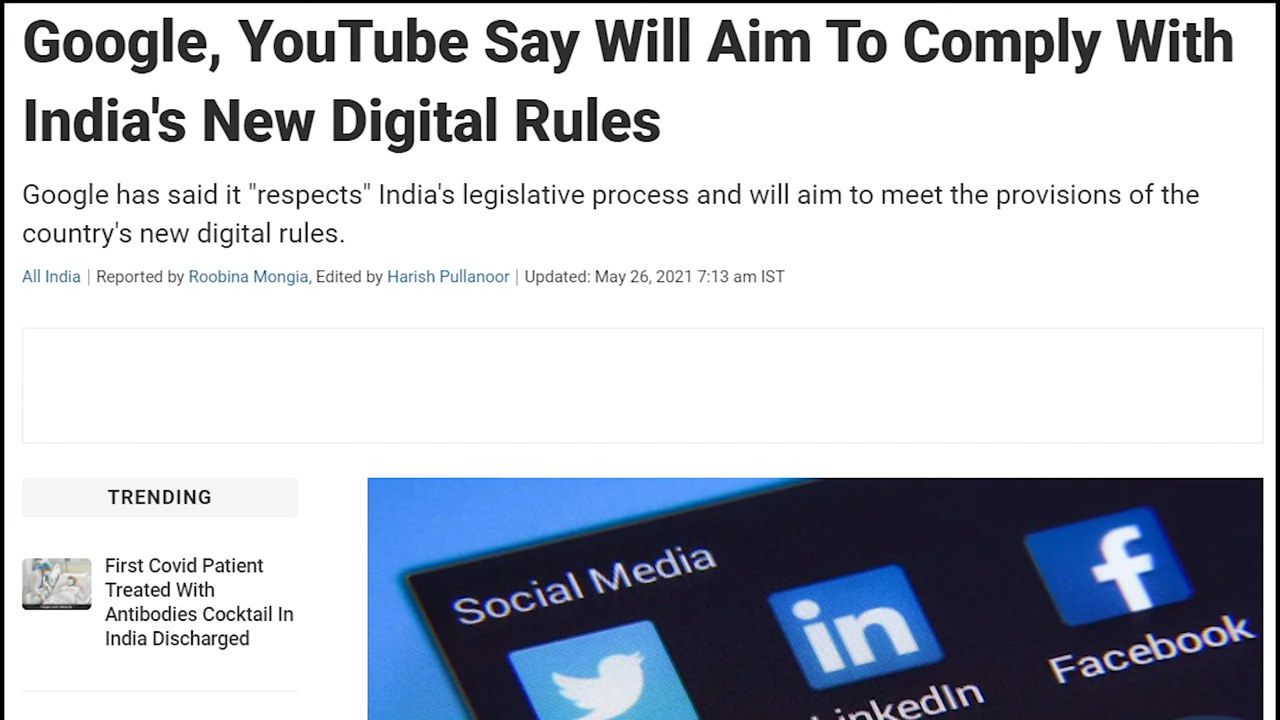 Google, YouTube Say Will Aim To Comply With
India's New Digital Rules
Google has said it "respects" India's legislative process and will aim to meet the provisions of the
country's new digital rules.
All India | Reported by Roobina Mongia, Edited by Harish Pullanoor | Updated: May 26, 2021 7:13 am IST
TRENDING
First Covid Patient
Treated With
Antibodies Cocktail In
India Discharged
Social Media
in
f
Facebook
LinkedIn